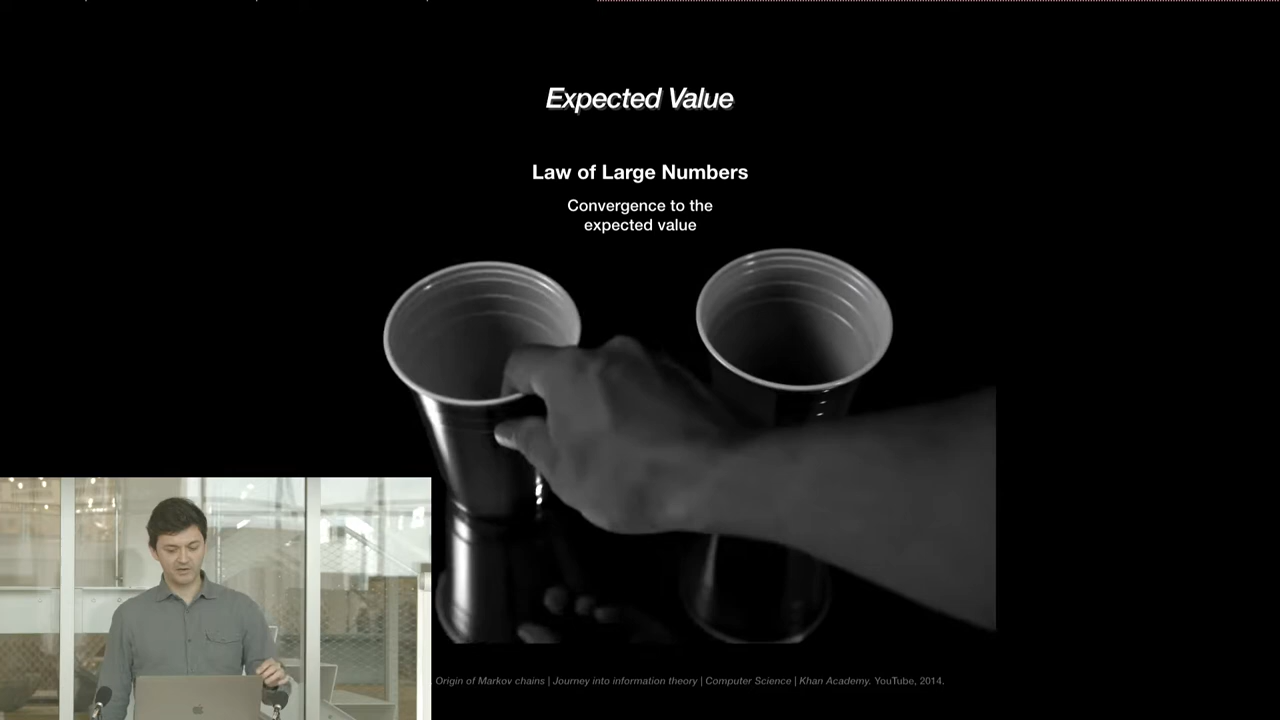 Expected Value
Law of Large Numbers
Convergence to the
expected value
Origin of Markov chains | Journey into information theory | Computer Science | Khan Academy. YouTube, 2014.